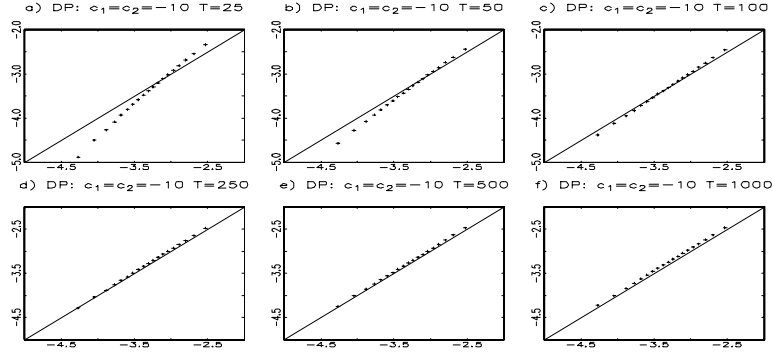 a) DP: c₁=c₂=−10 T=25
b) DP: c₁=c₂=−10 T=50
c) DP: c₁=c₂=−10 T=100
−2.0
−3.0
−4.0
−5.0
−4.5 −3.5 −2.5
−2.0
−3.0
−4.0
−5.0
−4.5 −3.5 −2.5
−2.0
−3.0
−4.0
−5.0
−4.5 −3.5 −2.5
d) DP: c₁=c₂=−10 T=250
e) DP: c₁=c₂=−10 T=500
f) DP: c₁=c₂=−10 T=1000
−2.5
−3.5
−4.5
−4.5 −3.5 −2.5
−2.5
−3.5
−4.5
−4.5 −3.5 −2.5
−2.5
−3.5
−4.5
−4.5 −3.5 −2.5